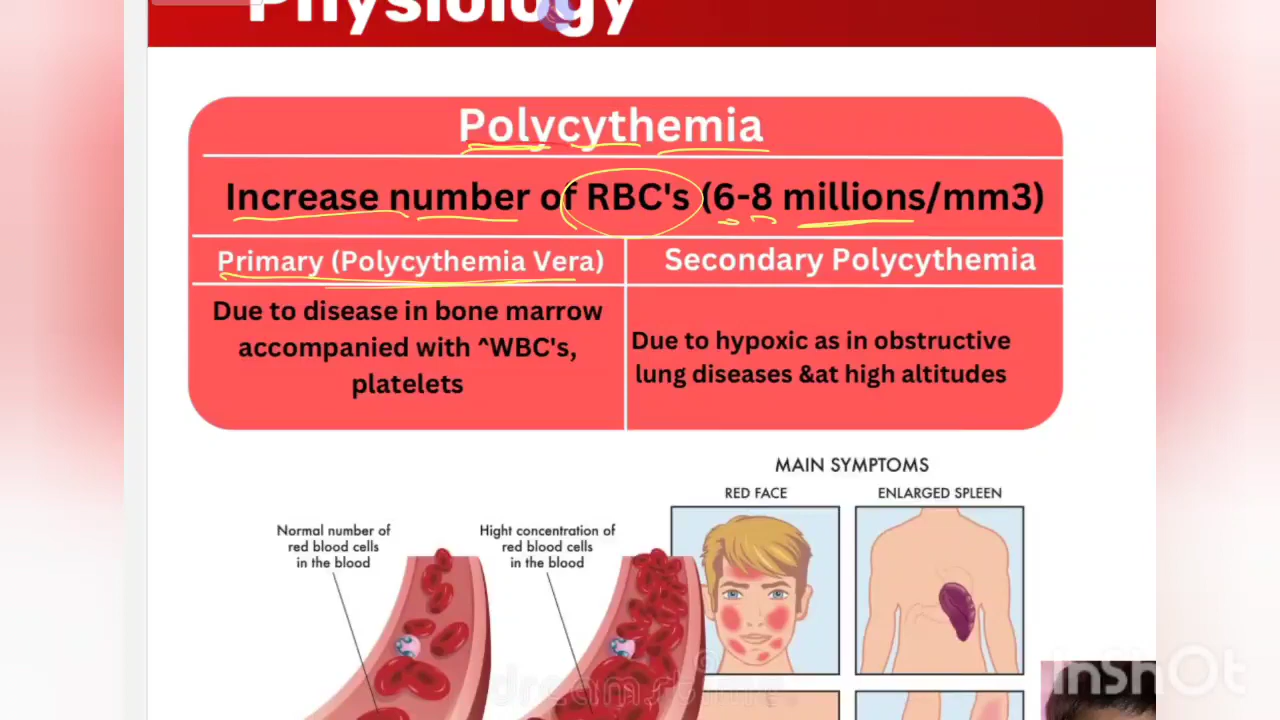 Physiology
Polycythemia
Increase number of RBC's (6-8 millions/mm3)
Primary (Polycythemia Vera)
Secondary Polycythemia
Due to disease in bone marrow
accompanied with ^WBC's,
platelets
Due to hypoxic as in obstructive
lung diseases &at high altitudes
MAIN SYMPTOMS
RED FACE
ENLARGED SPLEEN
Normal number of
red blood cells
in the blood
Hight concentration of
red blood cells
in the blood
dreamstime
InShOt